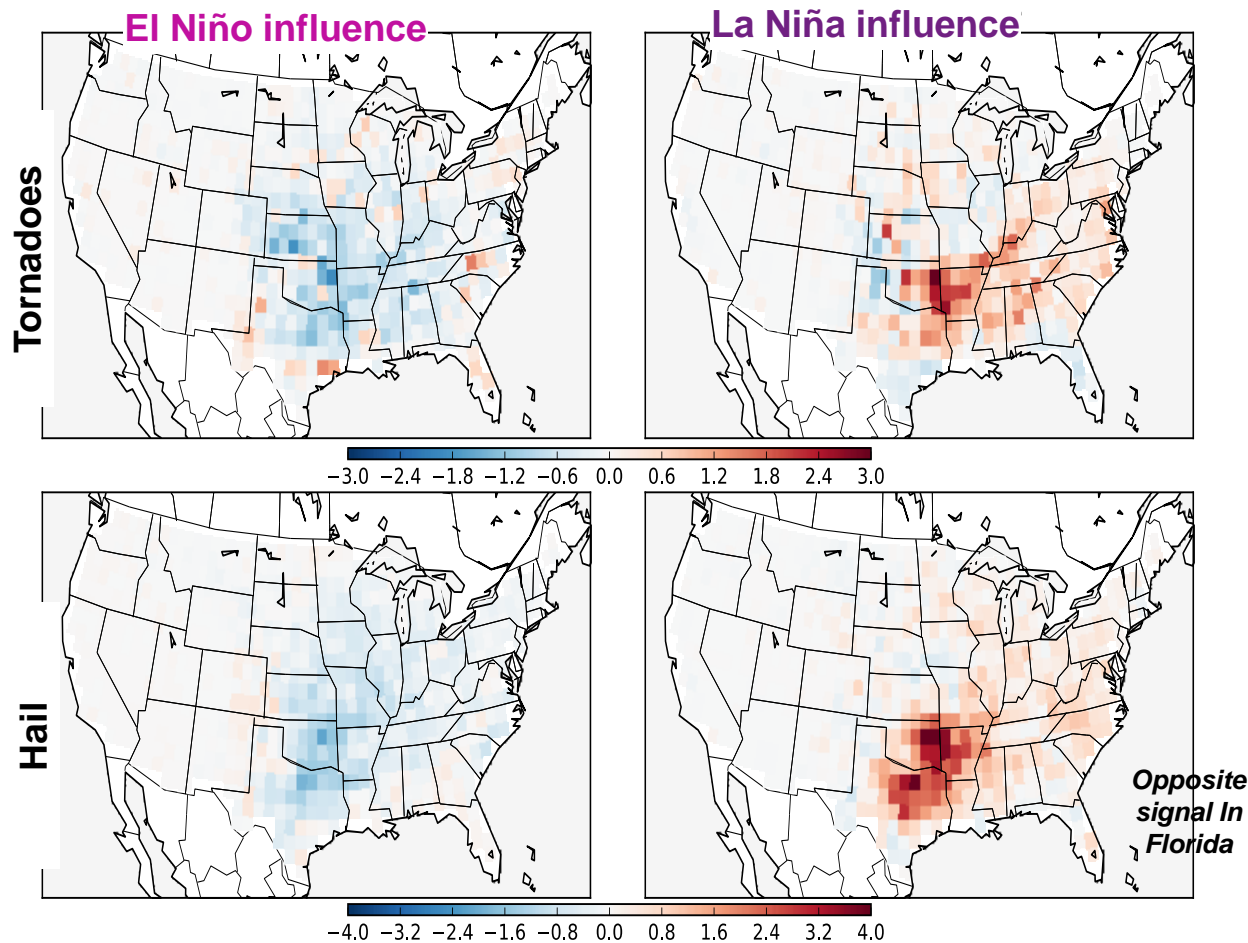 El Niño influence
La Niña influence
Tornadoes
−3.0 −2.4 −1.8 −1.2 −0.6 0.0 0.6 1.2 1.8 2.4 3.0
Hail
Opposite
signal In
Florida
−4.0 −3.2 −2.4 −1.6 −0.8 0.0 0.8 1.6 2.4 3.2 4.0